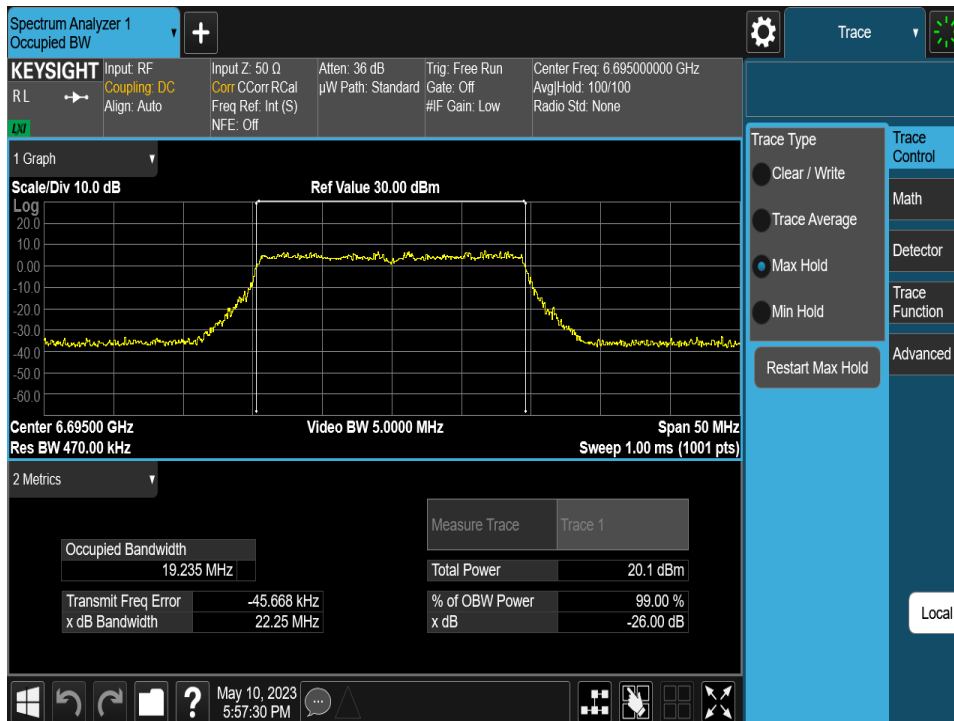 Spectrum Analyzer 1
Occupied BW
+
Trace
KEYSIGHT
R L
LXI
Input: RF
Coupling: DC
Align: Auto
Input Z: 50 Ω
Corr CCorr RCal
Freq Ref: Int (S)
NFE: Off
Atten: 36 dB
µW Path: Standard
Trig: Free Run
Gate: Off
#IF Gain: Low
Center Freq: 6.695000000 GHz
Avg|Hold: 100/100
Radio Std: None
1 Graph
Scale/Div 10.0 dB
Ref Value 30.00 dBm
Log
20.0
10.0
0.00
-10.0
-20.0
-30.0
-40.0
-50.0
-60.0
Center 6.69500 GHz
Video BW 5.0000 MHz
Span 50 MHz
Res BW 470.00 kHz
Sweep 1.00 ms (1001 pts)
2 Metrics
Measure Trace
Trace 1
Occupied Bandwidth
19.235 MHz
Total Power
20.1 dBm
Transmit Freq Error
-45.668 kHz
% of OBW Power
99.00 %
x dB Bandwidth
22.25 MHz
x dB
-26.00 dB
Trace Type
Clear / Write
Trace Average
Max Hold
Min Hold
Restart Max Hold
Trace
Control
Math
Detector
Trace
Function
Advanced
Local
?
May 10, 2023
5:57:30 PM